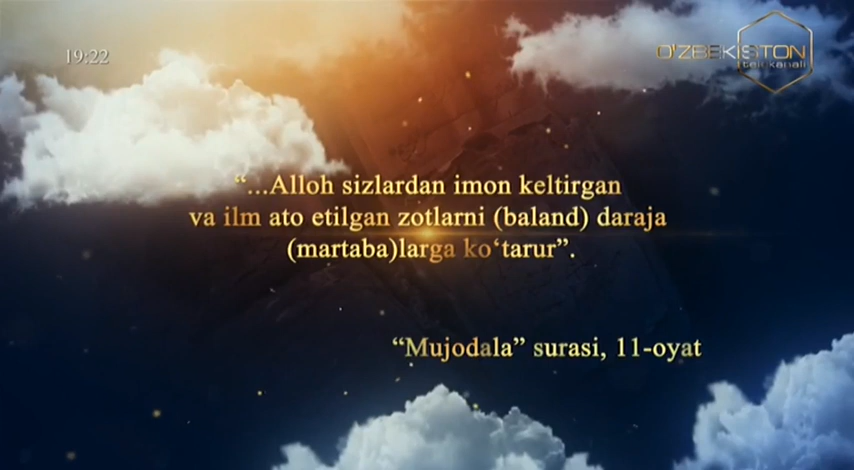 19:22
O'ZBEKISTON
telekanali
“...Alloh sizlardan imon keltirgan
va ilm ato etilgan zotlarni (baland) daraja
(martaba)larga ko‘tarur”.
“Mujodala” surasi, 11-oyat